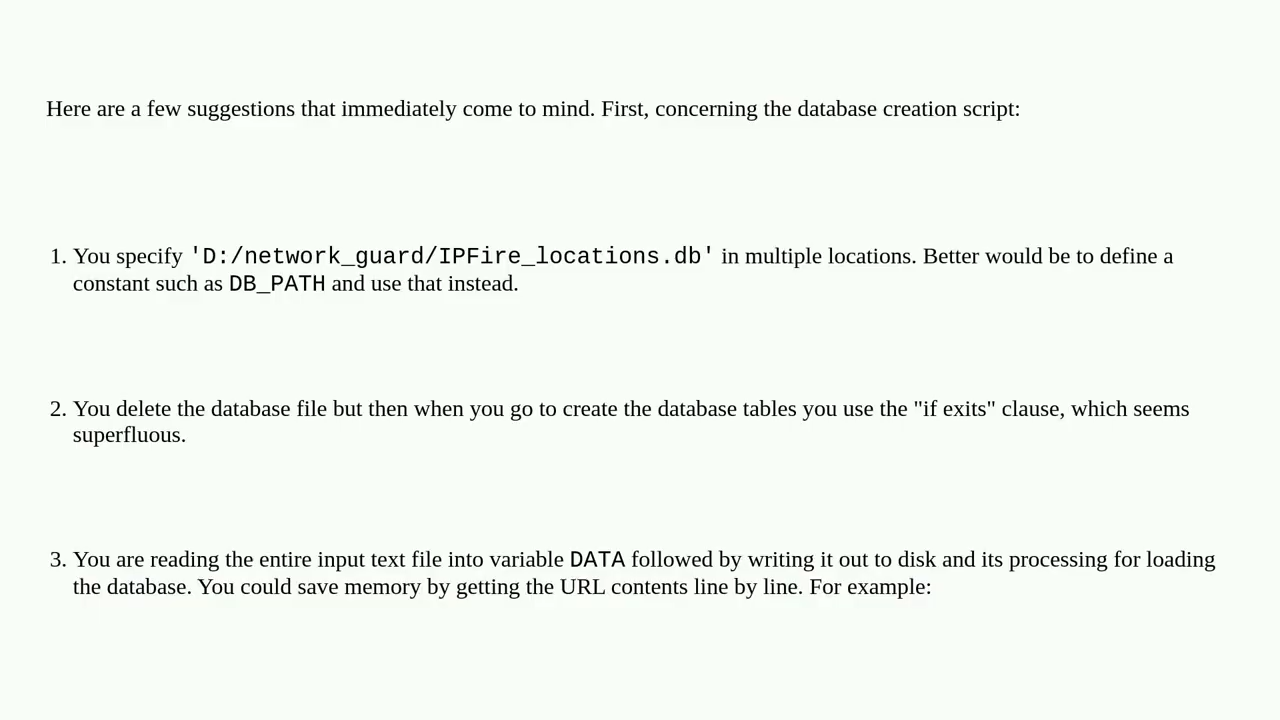 Here are a few suggestions that immediately come to mind. First, concerning the database creation script:
1. You specify 'D:/network_guard/IPFire_locations.db' in multiple locations. Better would be to define a
constant such as DB_PATH and use that instead.
2. You delete the database file but then when you go to create the database tables you use the "if exits" clause, which seems
superfluous.
3. You are reading the entire input text file into variable DATA followed by writing it out to disk and its processing for loading
the database. You could save memory by getting the URL contents line by line. For example: